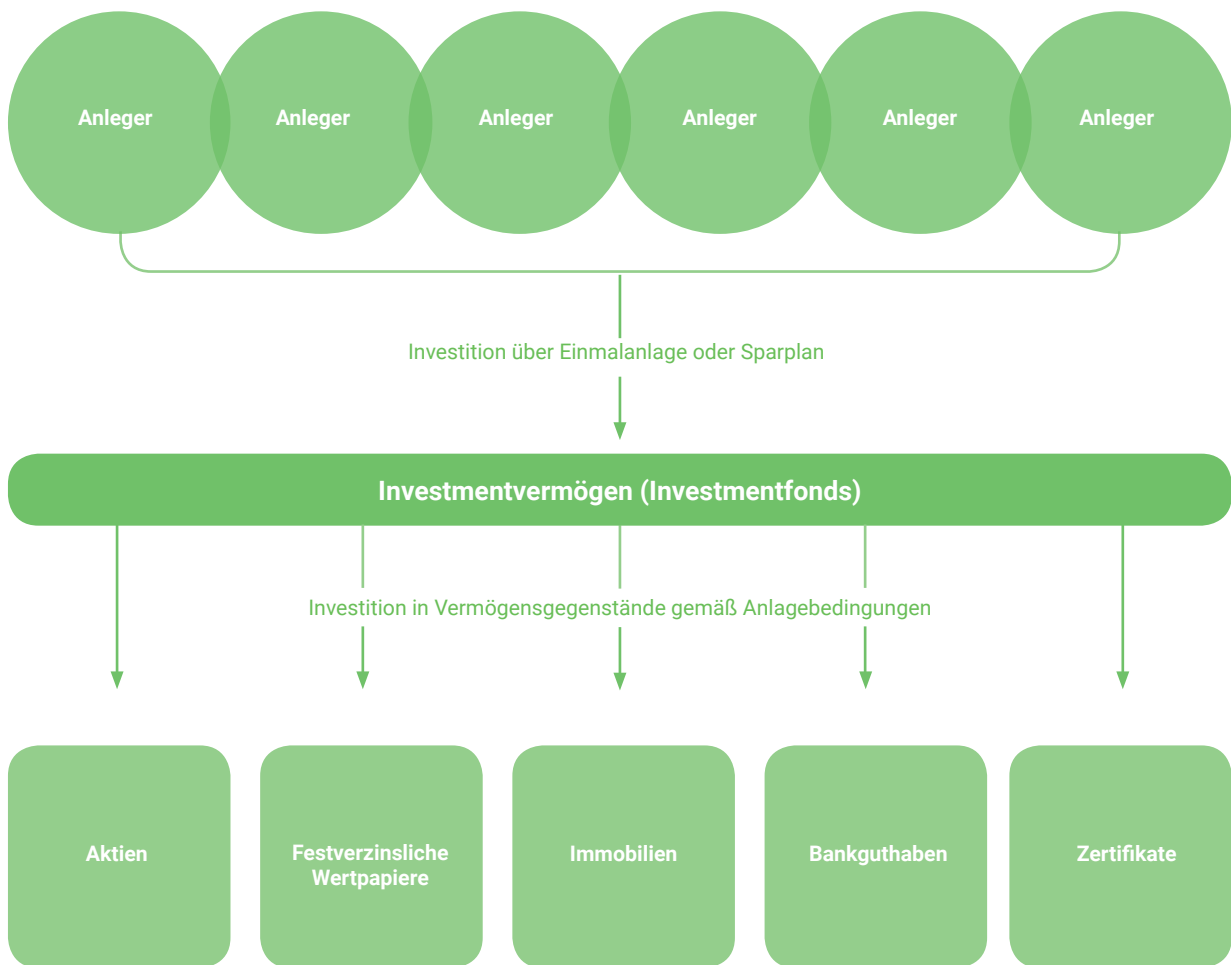 Anleger
Anleger
Anleger
Anleger
Anleger
Anleger
Investition über Einmalanlage oder Sparplan
Investmentvermögen (Investmentfonds)
Investition in Vermögensgegenstände gemäß Anlagebedingungen
Aktien
Festverzinsliche
Wertpapiere
Immobilien
Bankguthaben
Zertifikate